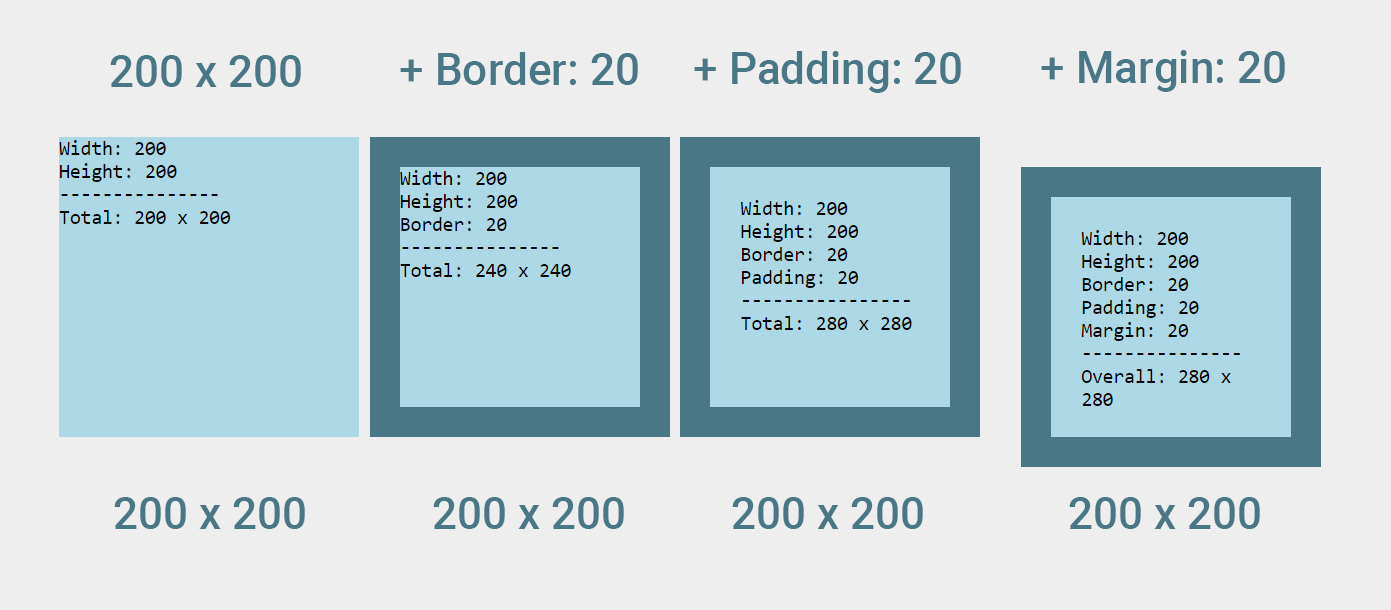 200 x 200
+ Border: 20
+ Padding: 20
+ Margin: 20
Width: 200
Height: 200
---------------
Total: 200 x 200
Width: 200
Height: 200
Border: 20
---------------
Total: 240 x 240
Width: 200
Height: 200
Border: 20
Padding: 20
----------------
Total: 280 x 280
Width: 200
Height: 200
Border: 20
Padding: 20
Margin: 20
---------------
Overall: 280 x
280
200 x 200
200 x 200
200 x 200
200 x 200